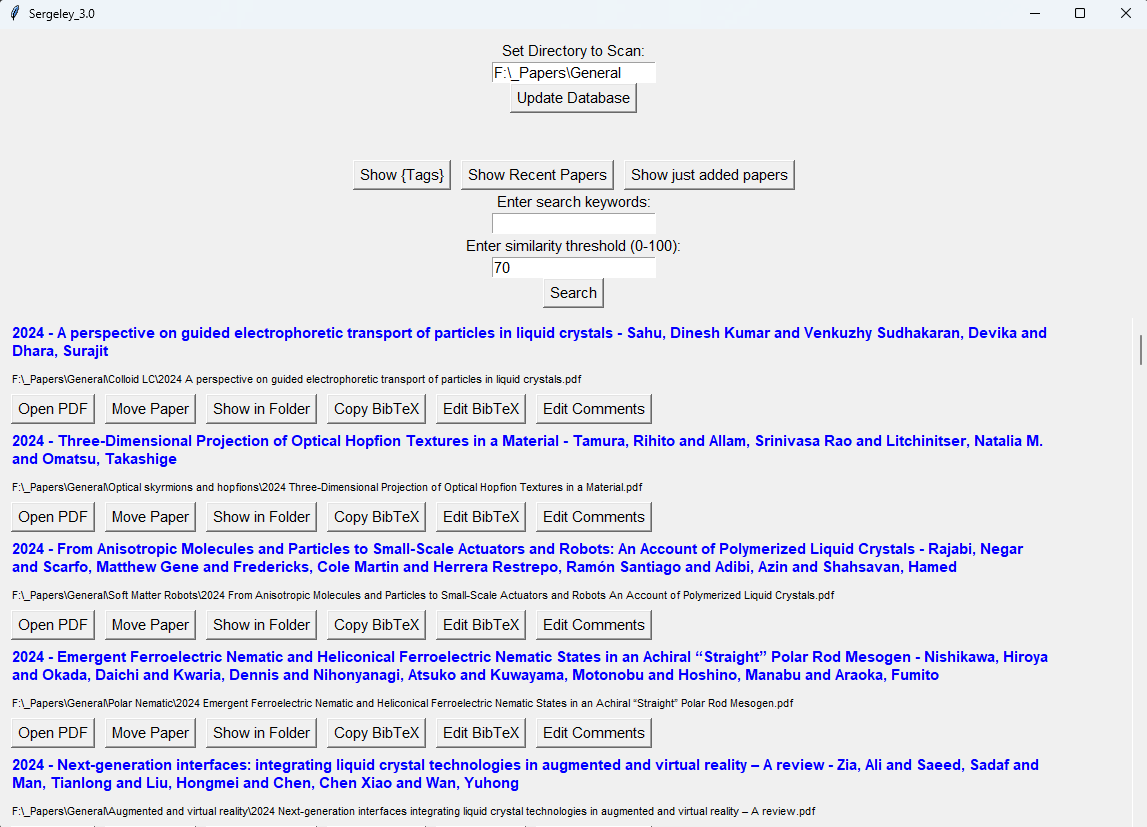 Sergeley_3.0
Set Directory to Scan:
F:\_Papers\General
Update Database
Show {Tags} Show Recent Papers Show just added papers
Enter search keywords:
Enter similarity threshold (0-100):
70
Search
2024 - A perspective on guided electrophoretic transport of particles in liquid crystals - Sahu, Dinesh Kumar and Venkuzhy Sudhakaran, Devika and
Dhara, Surajit
F:\_Papers\General\Colloid LC\2024 A perspective on guided electrophoretic transport of particles in liquid crystals.pdf
Open PDF Move Paper Show in Folder Copy BibTeX Edit BibTeX Edit Comments
2024 - Three-Dimensional Projection of Optical Hopfion Textures in a Material - Tamura, Rihito and Allam, Srinivasa Rao and Litchinitser, Natalia M.
and Omatsu, Takashige
F:\_Papers\General\Optical skyrmions and hopfions\2024 Three-Dimensional Projection of Optical Hopfion Textures in a Material.pdf
Open PDF Move Paper Show in Folder Copy BibTeX Edit BibTeX Edit Comments
2024 - From Anisotropic Molecules and Particles to Small-Scale Actuators and Robots: An Account of Polymerized Liquid Crystals - Rajabi, Negar
and Scarfo, Matthew Gene and Fredericks, Cole Martin and Herrera Restrepo, Ramón Santiago and Adibi, Azin and Shahsavan, Hamed
F:\_Papers\General\Soft Matter Robots\2024 From Anisotropic Molecules and Particles to Small-Scale Actuators and Robots An Account of Polymerized Liquid Crystals.pdf
Open PDF Move Paper Show in Folder Copy BibTeX Edit BibTeX Edit Comments
2024 - Emergent Ferroelectric Nematic and Heliconical Ferroelectric Nematic States in an Achiral “Straight” Polar Rod Mesogen - Nishikawa, Hiroya
and Okada, Daichi and Kwaria, Dennis and Nihonyanagi, Atsuko and Kuwayama, Motonobu and Hoshino, Manabu and Araoka, Fumito
F:\_Papers\General\Polar Nematic\2024 Emergent Ferroelectric Nematic and Heliconical Ferroelectric Nematic States in an Achiral “Straight” Polar Rod Mesogen.pdf
Open PDF Move Paper Show in Folder Copy BibTeX Edit BibTeX Edit Comments
2024 - Next-generation interfaces: integrating liquid crystal technologies in augmented and virtual reality – A review - Zia, Ali and Saeed, Sadaf and
Man, Tianlong and Liu, Hongmei and Chen, Chen Xiao and Wan, Yuhong
F:\_Papers\General\Augmented and virtual reality\2024 Next-generation interfaces integrating liquid crystal technologies in augmented and virtual reality – A review.pdf